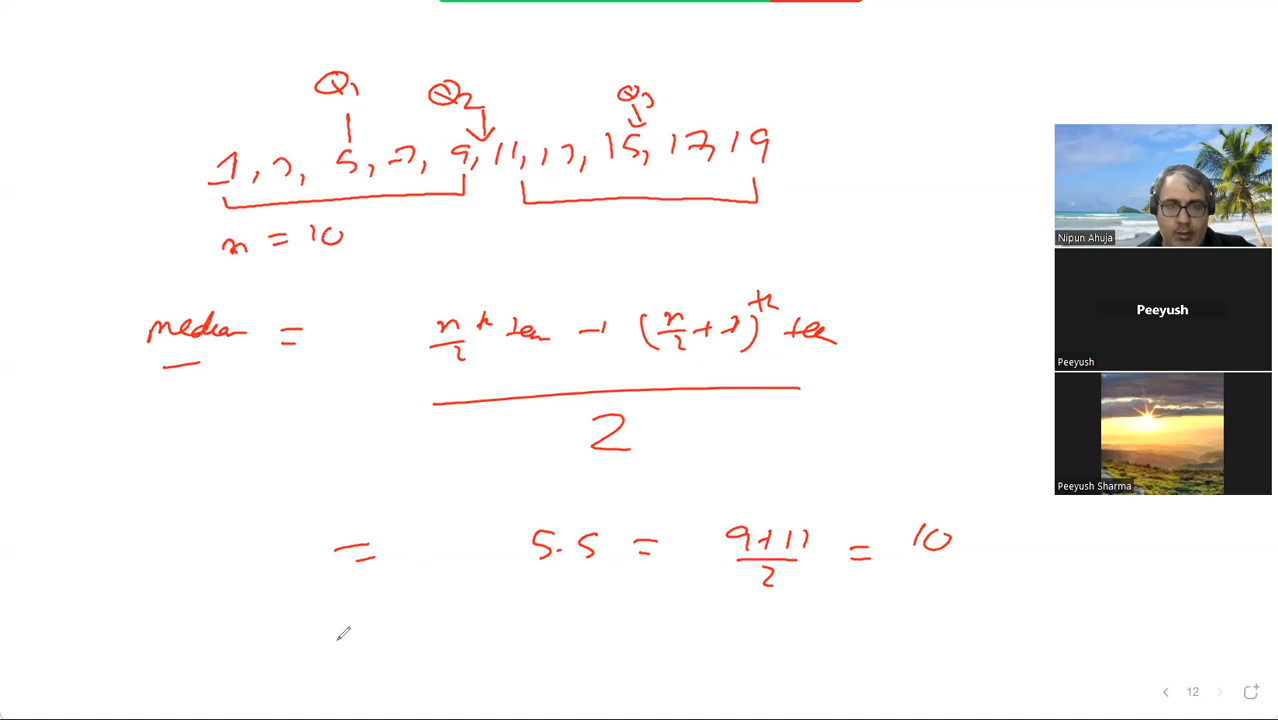 Q1 Q2 Q3
1, 3, 5, 7, 9, 11, 13, 15, 17, 19
n = 10
median = n/2 th term + (n/2 + 1)th term
2
= 5.5 = 9+11/2 = 10
Nipun Ahuja
Peeyush
Peeyush
Peeyush Sharma
12